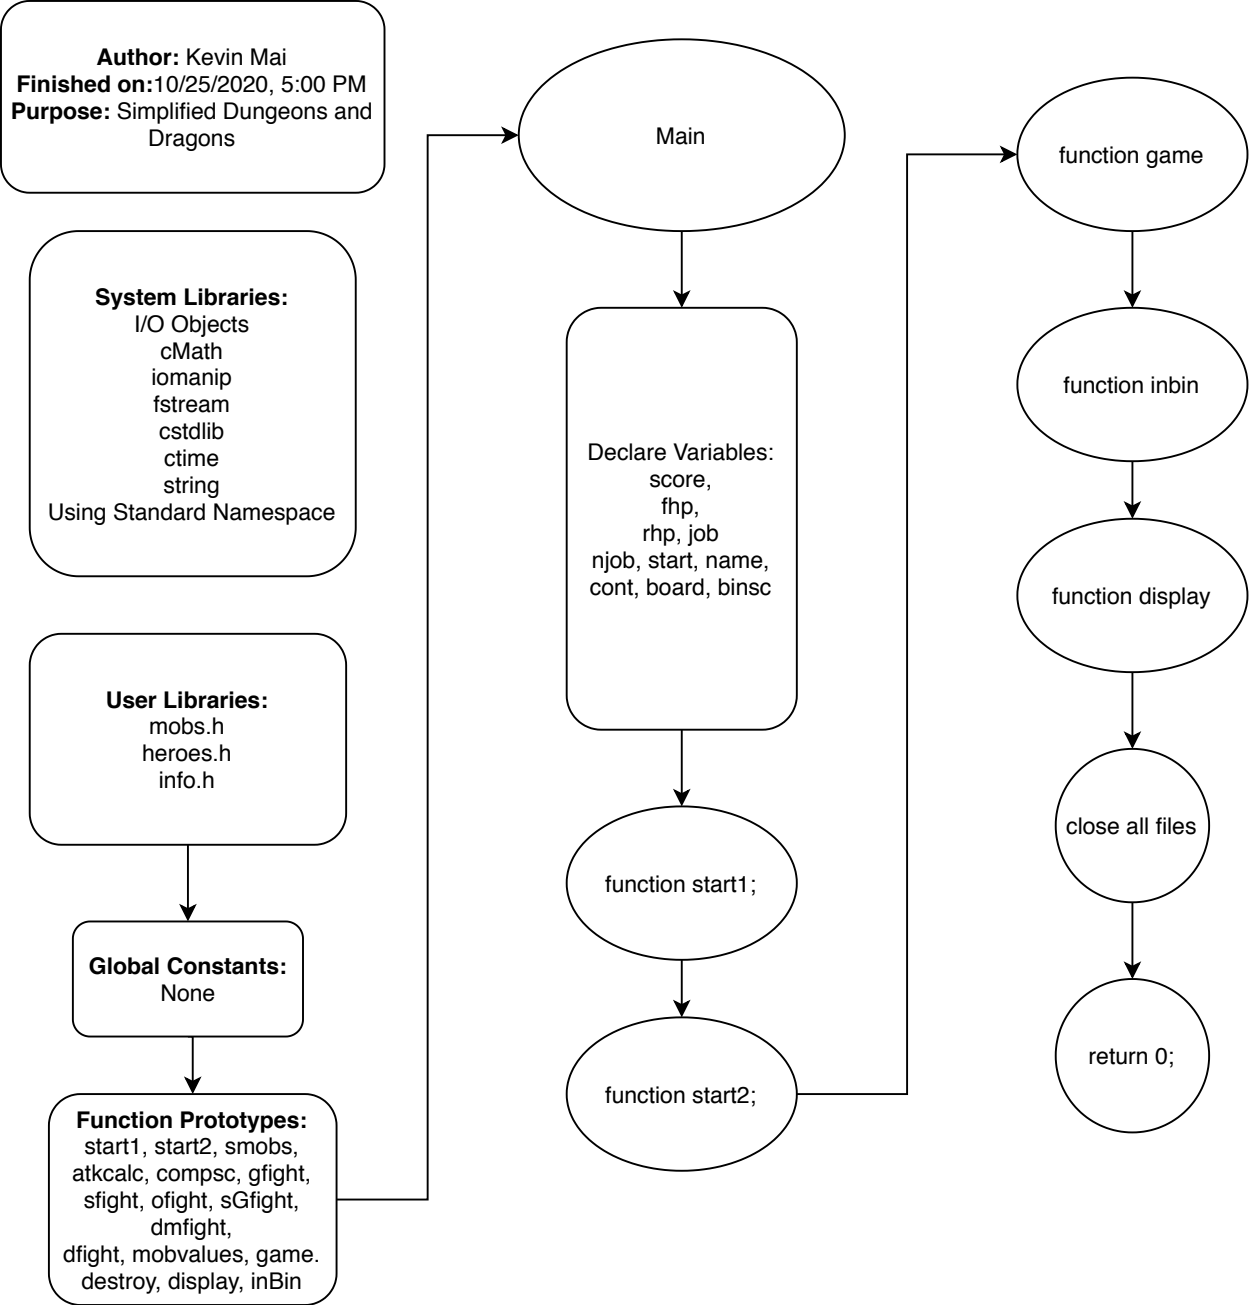 Author: Kevin Mai
Finished on:10/25/2020, 5:00 PM
Purpose: Simplified Dungeons and
Dragons
System Libraries:
I/O Objects
cMath
iomanip
fstream
cstdlib
ctime
string
Using Standard Namespace
User Libraries:
mobs.h
heroes.h
info.h
Global Constants:
None
Function Prototypes:
start1, start2, smobs,
atkcalc, compsc, gfight,
sfight, ofight, sGfight,
dmfight,
dfight, mobvalues, game.
destroy, display, inBin
Main
Declare Variables:
score,
fhp,
rhp, job
njob, start, name,
cont, board, binsc
function start1;
function start2;
function game
function inbin
function display
close all files
return 0;